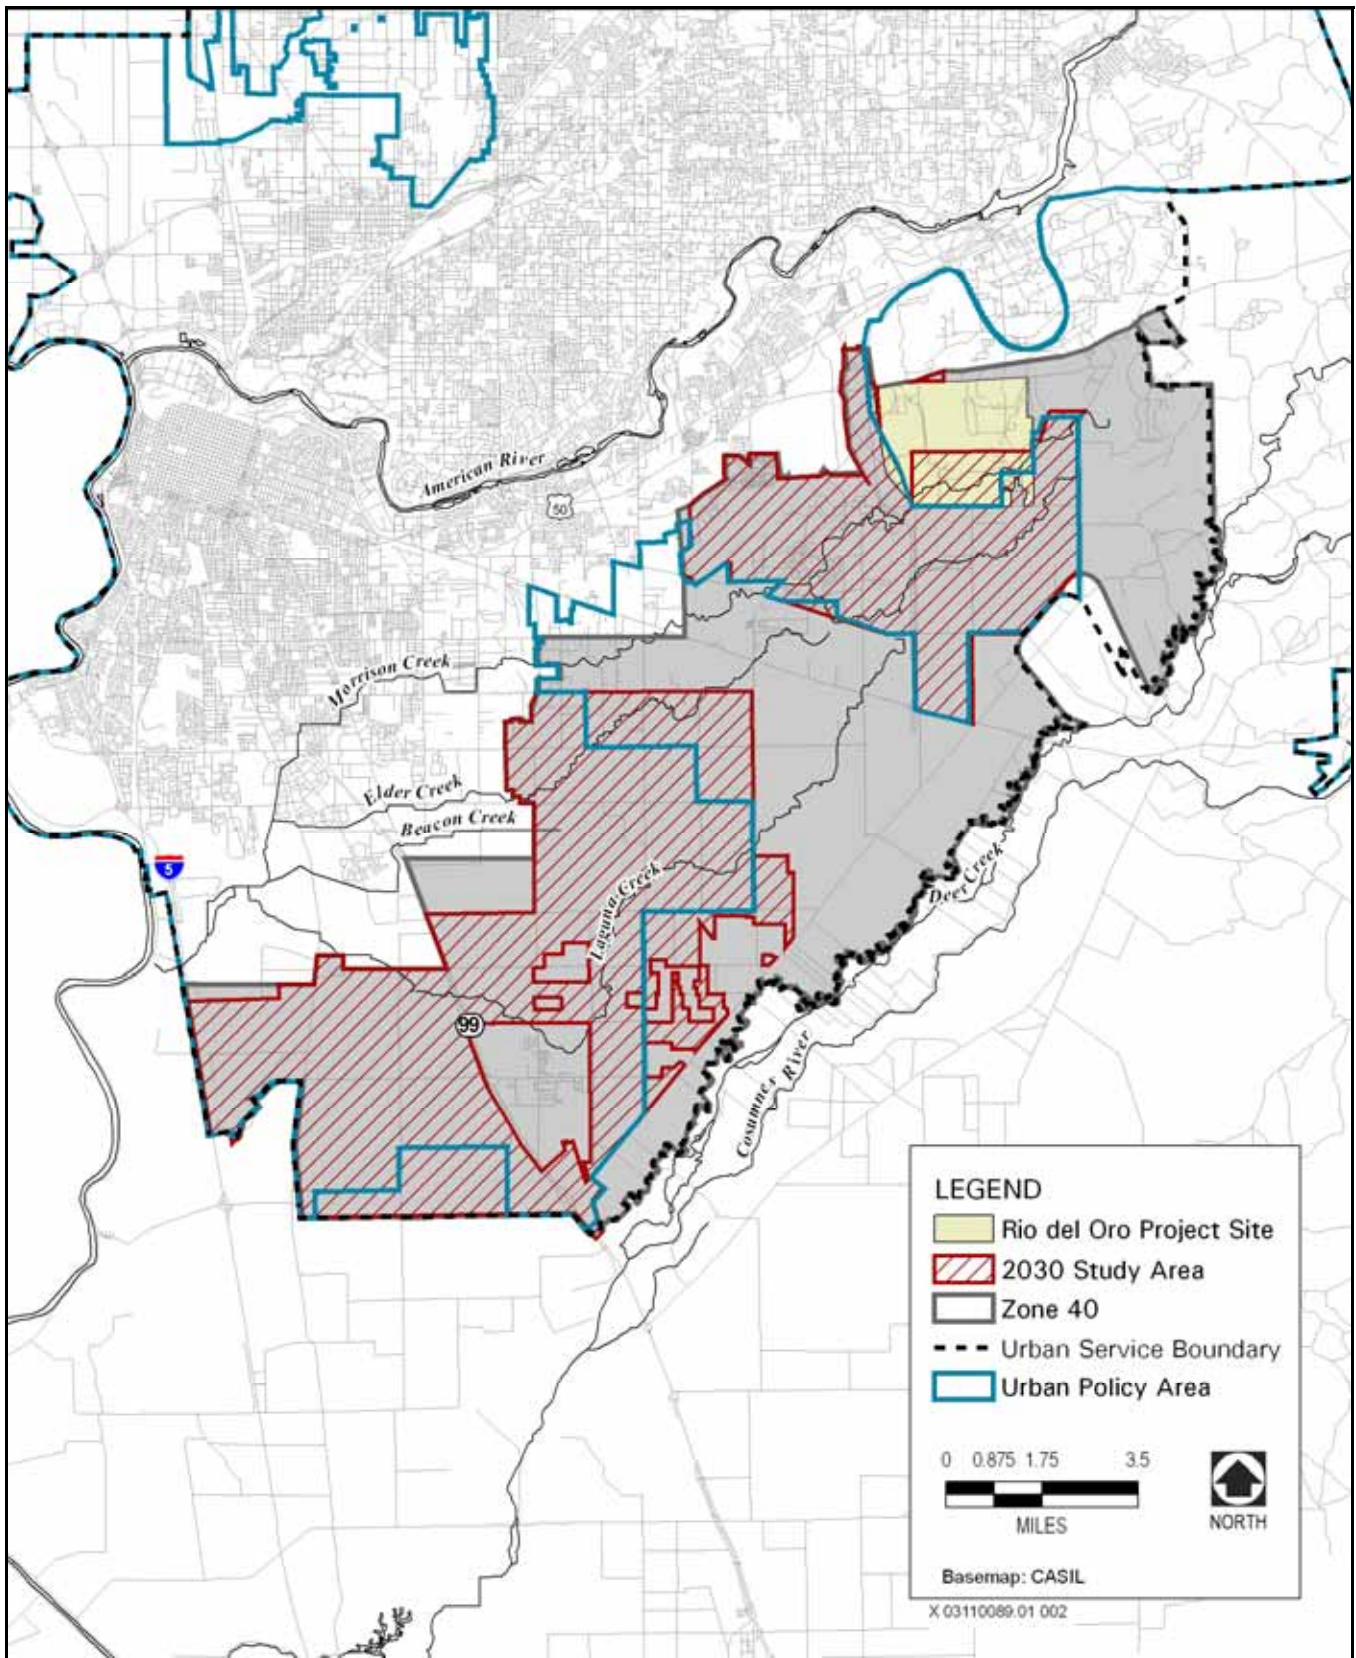 American River
50
Morrison Creek
Elder Creek
Beacon Creek
5
Laguna Creek
Deer Creek
99
Cosumnes River
LEGEND
Rio del Oro Project Site
2030 Study Area
Zone 40
Urban Service Boundary
Urban Policy Area
0 0.875 1.75 3.5
MILES
NORTH
Basemap: CASIL
X 03110089.01 002